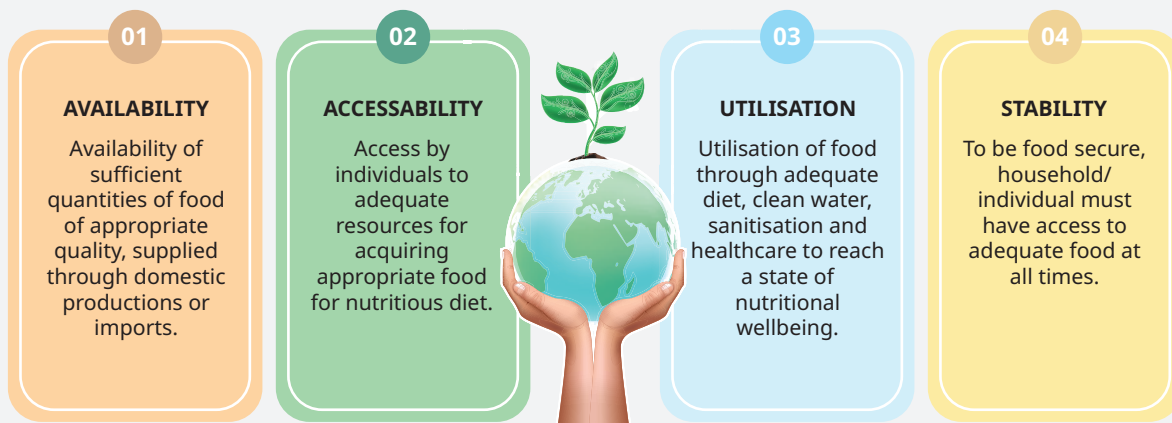 01
AVAILABILITY
Availability of
sufficient
quantities of food
of appropriate
quality, supplied
through domestic
productions or
imports.
02
ACCESSABILITY
Access by
individuals to
adequate
resources for
acquiring
appropriate food
for nutritious diet.
03
UTILISATION
Utilisation of food
through adequate
diet, clean water,
sanitisation and
healthcare to reach
a state of
nutritional
wellbeing.
04
STABILITY
To be food secure,
household/
individual must
have access to
adequate food at
all times.